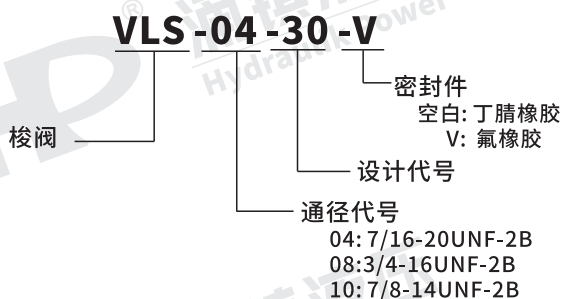 VLS-04-30-V
密封件
空白: 丁腈橡胶
V: 氟橡胶
梭阀
设计代号
通径代号
04: 7/16-20UNF-2B
08:3/4-16UNF-2B
10: 7/8-14UNF-2B